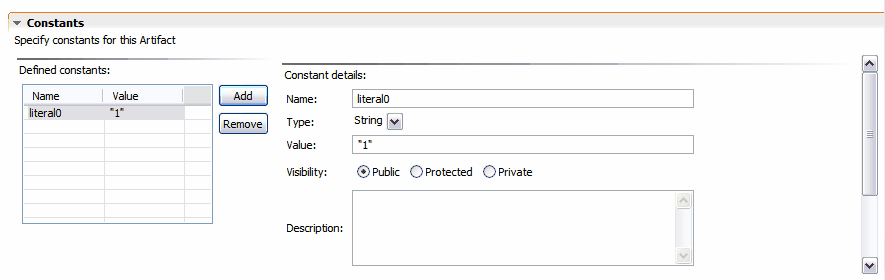 Constants
Specify constants for this Artifact
Defined constants:
Name Value
literal0 "1"
Add
Remove
Constant details:
Name: literal0
Type: String
Value: "1"
Visibility: Public Protected Private
Description: